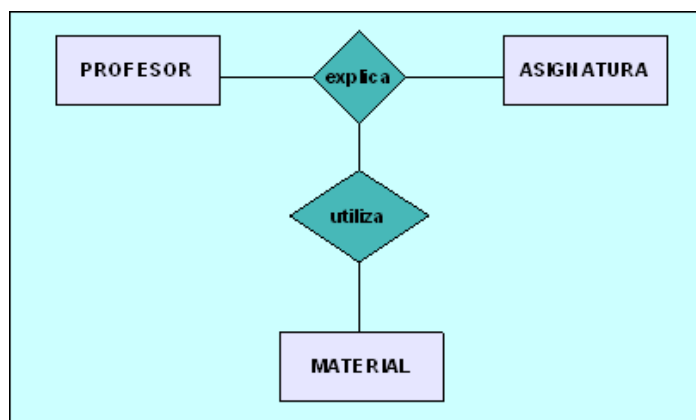 PROFESOR
explica
ASIGNATURA
utiliza
MATERIAL